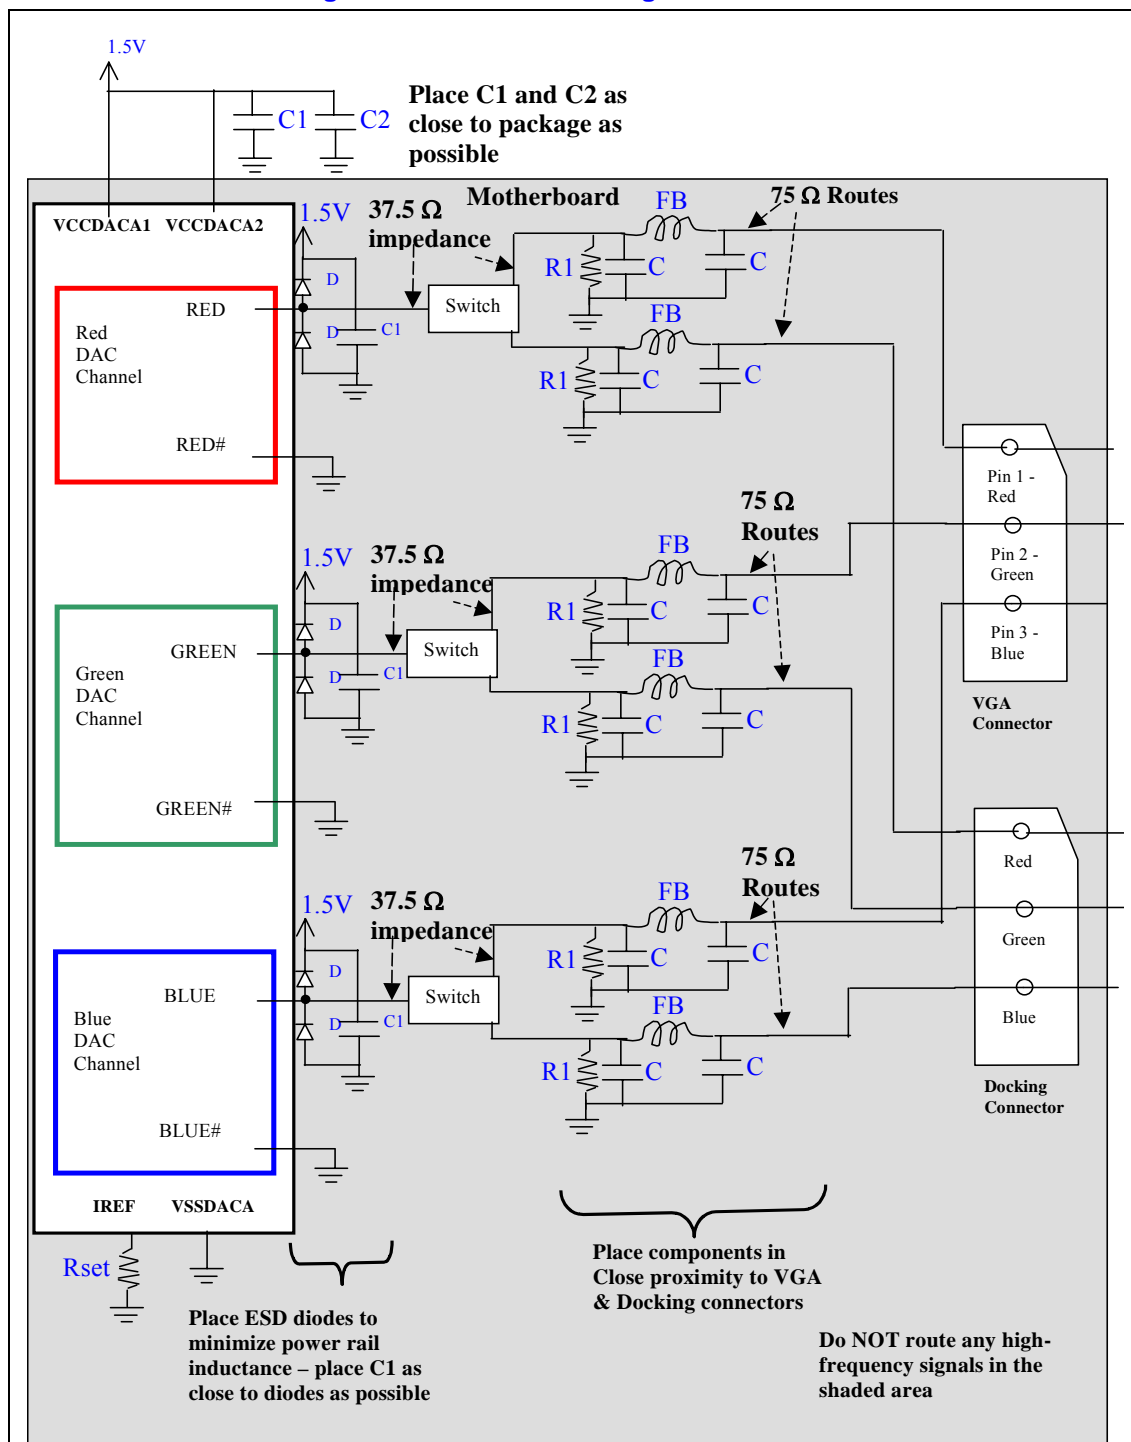 1.5V
C1
C2
Place C1 and C2 as
close to package as
possible
Motherboard
75 Ω Routes
VCCDACA1
VCCDACA2
1.5V
37.5 Ω
impedance
FB
D
RED
Switch
R1
C
C
Red
DAC
Channel
D
C1
FB
R1
C
C
RED#
Pin 1 -
Red
75 Ω
Routes
1.5V
37.5 Ω
impedance
FB
Pin 2 -
Green
D
R1
C
C
GREEN
Switch
Pin 3 -
Blue
Green
DAC
Channel
D
C1
FB
R1
C
C
VGA
Connector
GREEN#
75 Ω
Routes
Red
1.5V
37.5 Ω
impedance
FB
Green
D
R1
C
C
BLUE
Switch
Blue
DAC
Channel
D
C1
FB
Blue
R1
C
C
Docking
Connector
BLUE#
IREF
VSSDACA
Rset
Place components in
Close proximity to VGA
& Docking connectors
Place ESD diodes to
minimize power rail
inductance – place C1 as
close to diodes as possible
Do NOT route any high-
frequency signals in the
shaded area